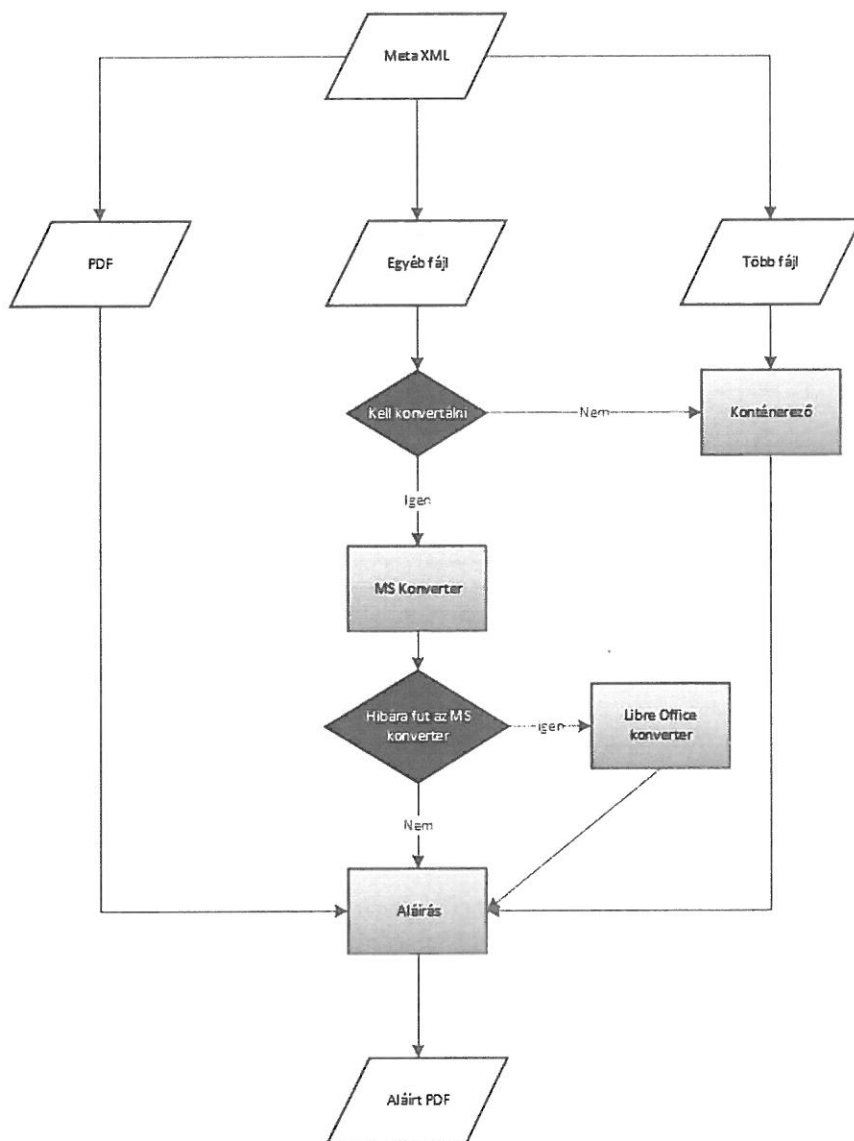 Meta XML
PDF
Egyéb fájl
Több fájl
Kell konvertálni
Nem
Konténerező
Igen
MS Konverter
Hibára fut az MS
konverter
Igen
Libre Office
konverter
Nem
Aláírás
Aláírt PDF